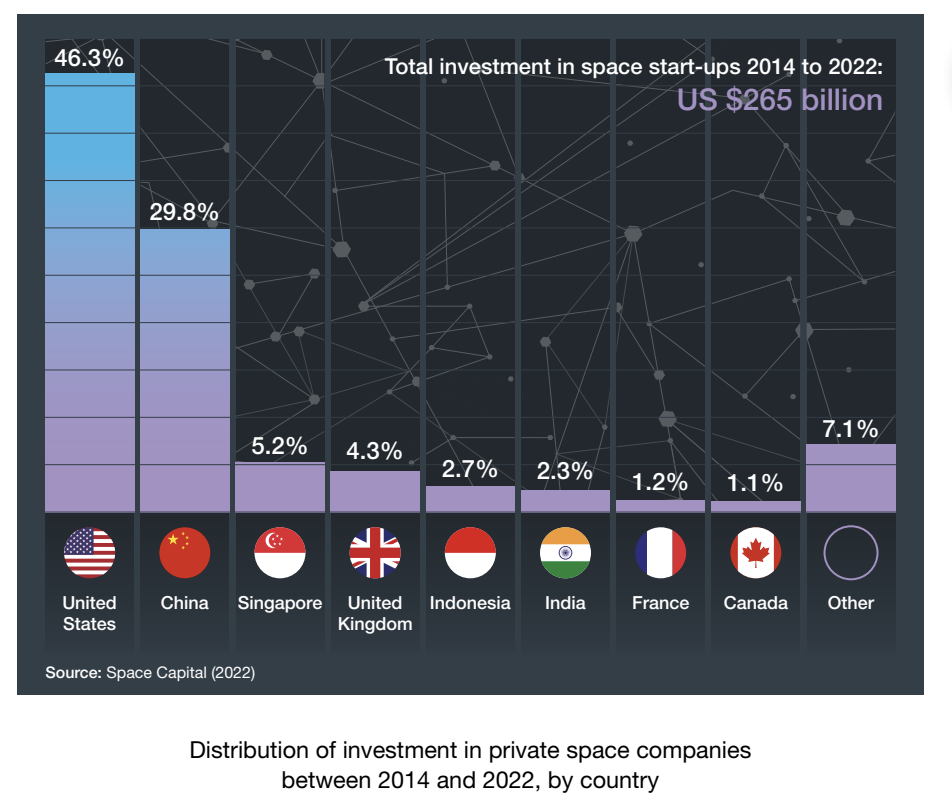 Total investment in space start-ups 2014 to 2022:
US $265 billion
46.3%
29.8%
5.2%
4.3%
2.7%
2.3%
1.2%
1.1%
7.1%
United
States
China
Singapore
United
Kingdom
Indonesia
India
France
Canada
Other
Source: Space Capital (2022)
Distribution of investment in private space companies
between 2014 and 2022, by country